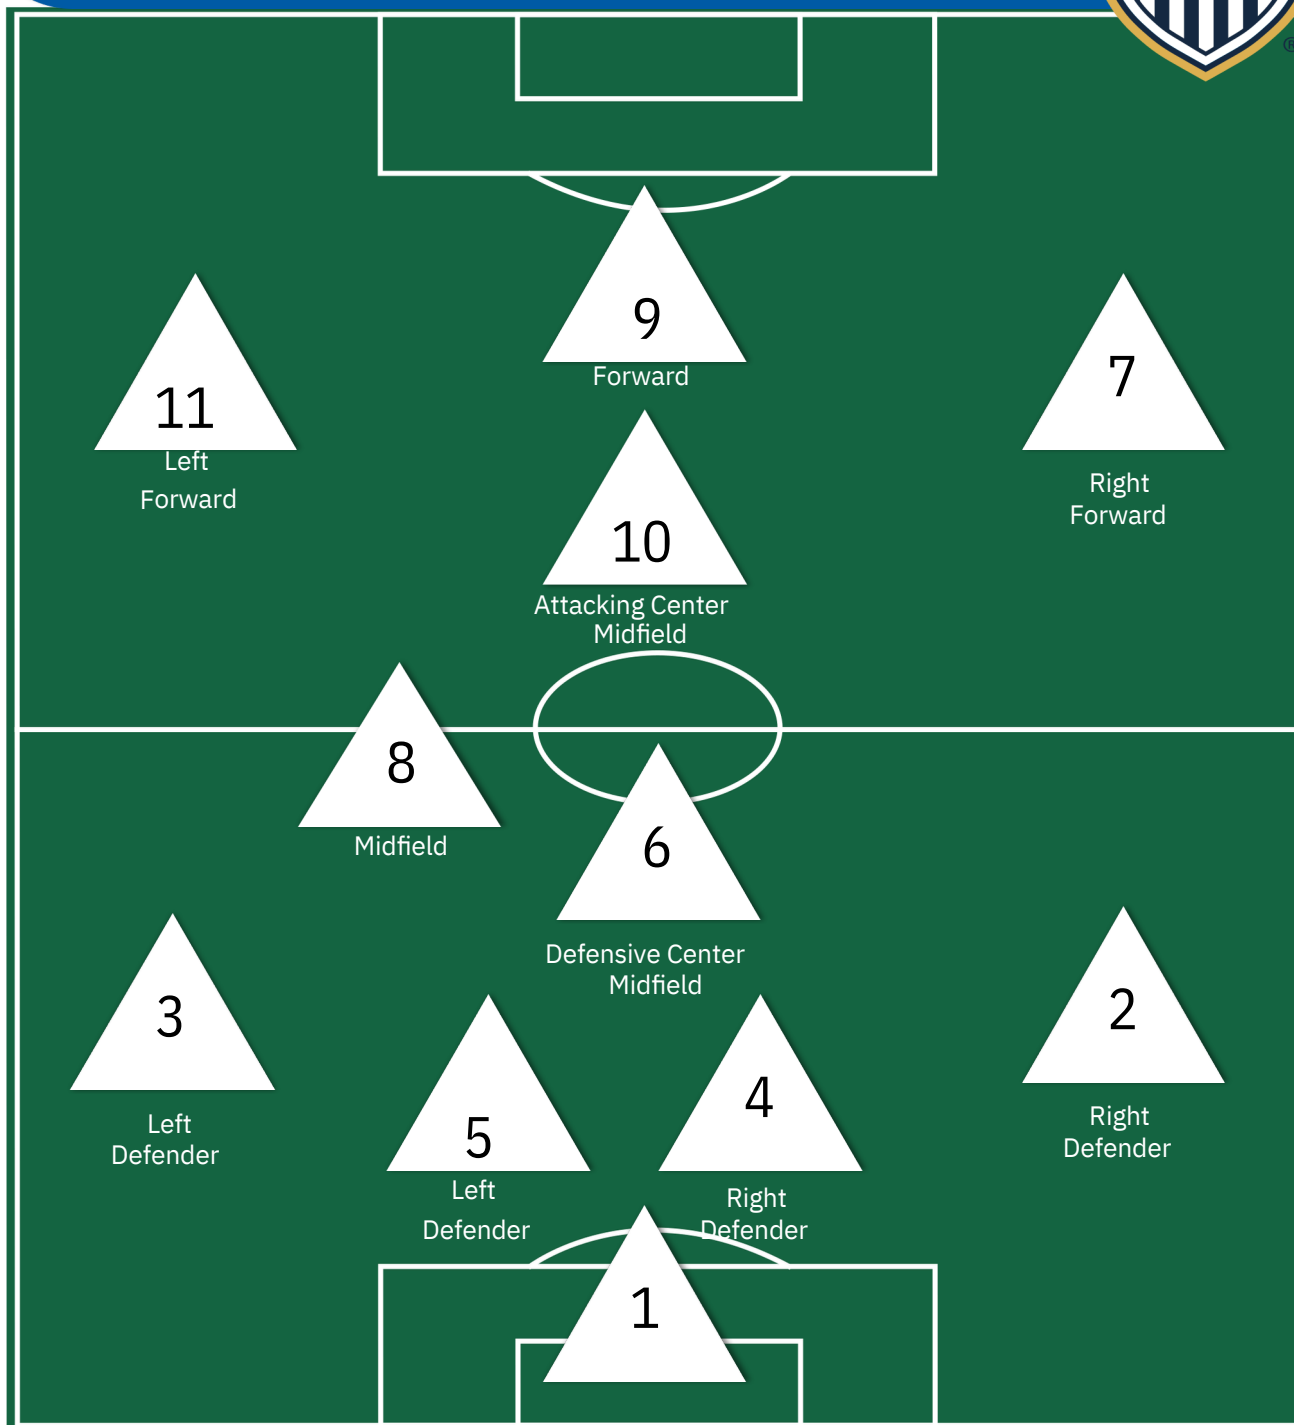 ®
9
Forward
11
Left
Forward
7
Right
Forward
10
Attacking Center
Midfield
8
Midfield
6
Defensive Center
Midfield
3
Left
Defender
2
Right
Defender
5
Left
Defender
4
Right
Defender
1